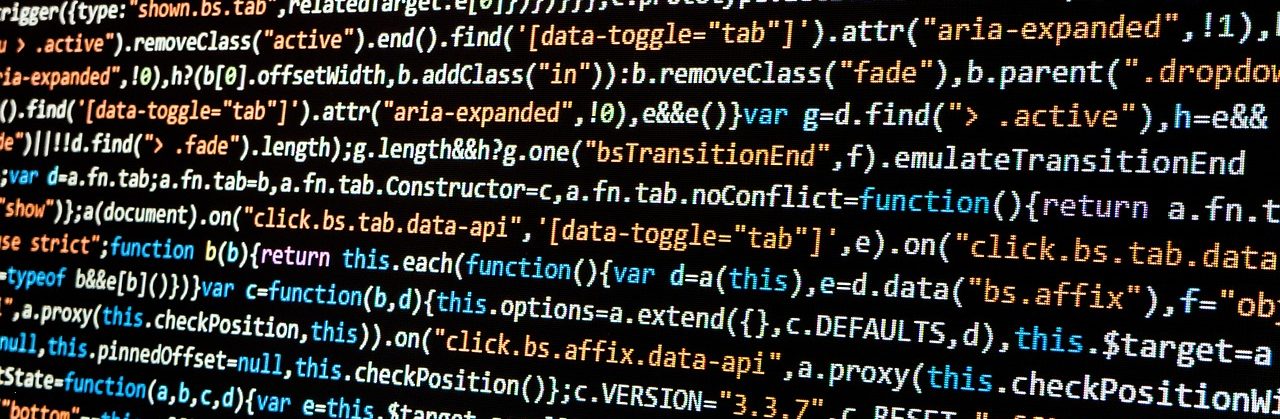 rigger({type:"shown.bs.tab",relatedTarget:e[0]})})}}},c.prototype.
u > .active").removeClass("active").end().find('[data-toggle="tab"]').attr("aria-expanded",!1),
ria-expanded",!0),h?(b[0].offsetWidth,b.addClass("in")):b.removeClass("fade"),b.parent(".dropdow
().find('[data-toggle="tab"]').attr("aria-expanded",!0),e&&e()}var g=d.find("> .active"),h=e&&
de")||!!d.find("> .fade").length);g.length&&h?g.one("bsTransitionEnd",f).emulateTransitionEnd
;var d=a.fn.tab;a.fn.tab=b,a.fn.tab.Constructor=c,a.fn.tab.noConflict=function(){return a.fn.t
"show")};a(document).on("click.bs.tab.data-api",'[data-toggle="tab"]',e).on("click.bs.tab.data
se strict";function b(b){return this.each(function(){var d=a(this),e=d.data("bs.affix"),f="ob
=typeof b&&e[b]()})}var c=function(b,d){this.options=a.extend({},c.DEFAULTS,d),this.$target=a
",a.proxy(this.checkPosition,this)).on("click.bs.affix.data-api",a.proxy(this.checkPositionWi
null,this.pinnedOffset=null,this.checkPosition()};c.VERSION="3.3.7",c.RESET
tState=function(a,b,c,d){var e=this.$target
"bottom"